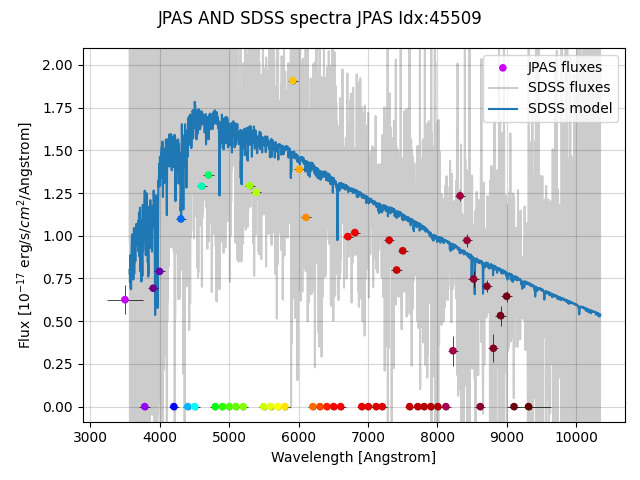 JPAS AND SDSS spectra JPAS Idx:45509
JPAS fluxes
SDSS fluxes
SDSS model
2.00
1.75
1.50
1.25
1.00
0.75
0.50
0.25
0.00
Flux [10⁻¹⁷ erg/s/cm²/Angstrom]
3000 4000 5000 6000 7000 8000 9000 10000
Wavelength [Angstrom]